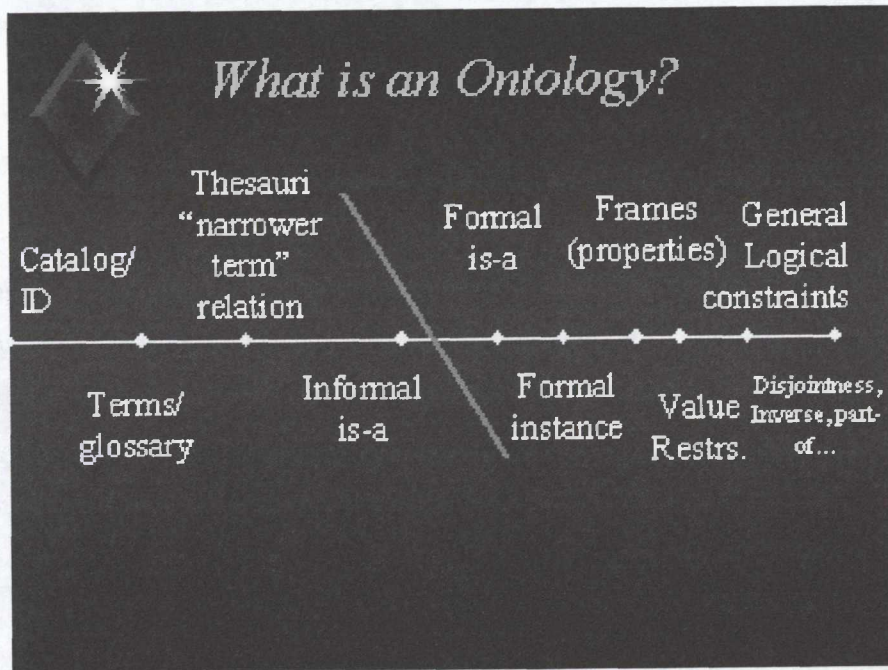 What is an Ontology?
Catalog/
ID
Terms/
glossary
Thesauri
“narrower
term”
relation
Informal
is-a
Formal
is-a
Formal
instance
Frames
(properties)
Value
Restrs.
General
Logical
constraints
Disjointness,
Inverse,part-
of...